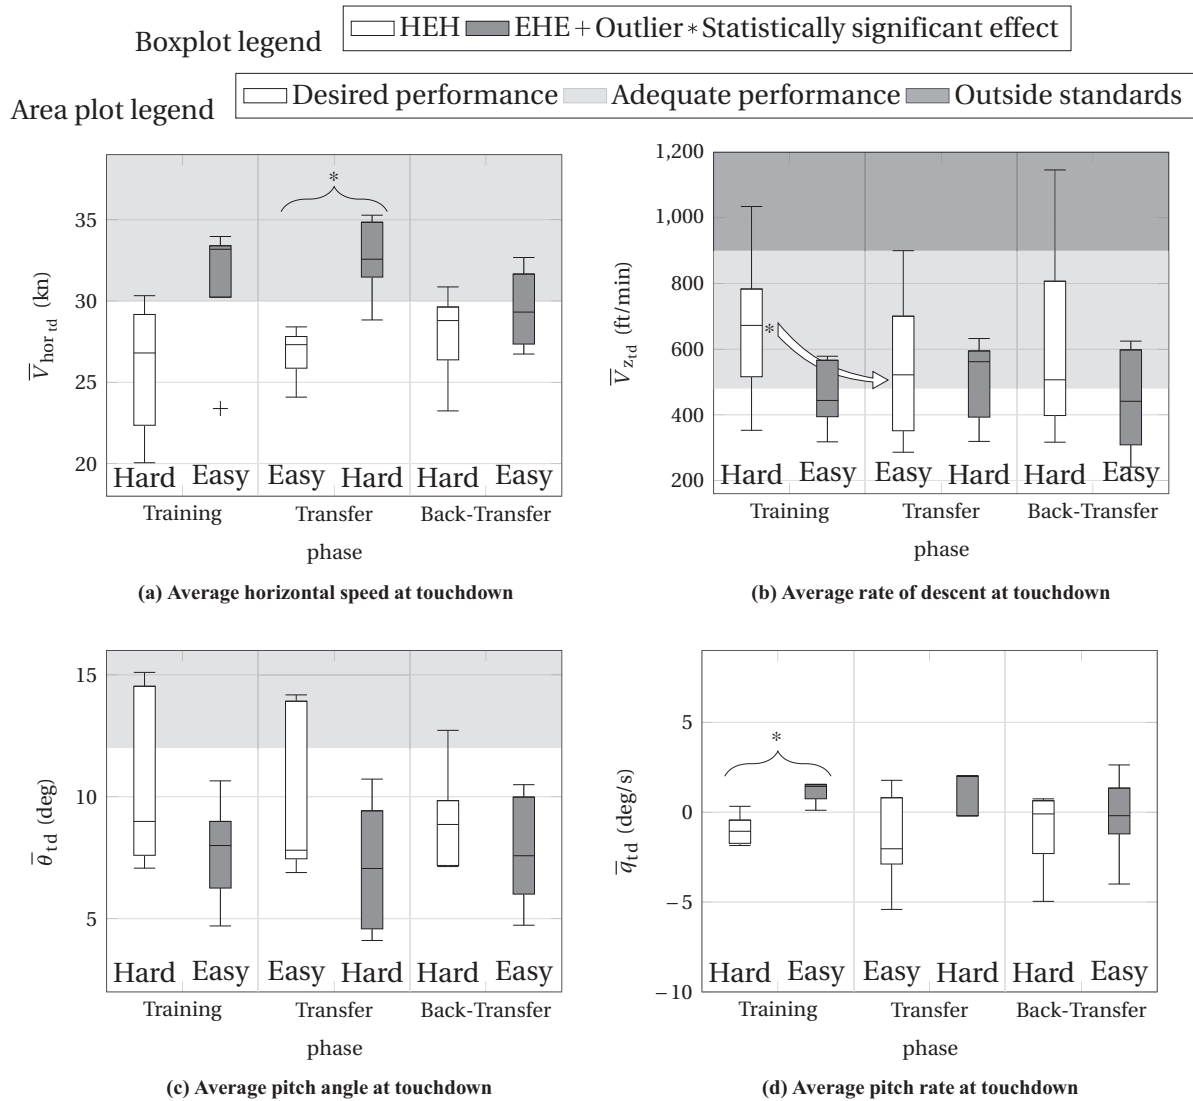 Boxplot legend HEH EHE + Outlier * Statistically significant effect
Area plot legend Desired performance Adequate performance Outside standards
35
30
25
20
V̅hor td (kn)
*
+
Hard Easy Easy Hard Hard Easy
Training Transfer Back-Transfer
phase
(a) Average horizontal speed at touchdown
1,200
1,000
800
600
400
200
V̅z td (ft/min)
*
Hard Easy Easy Hard Hard Easy
Training Transfer Back-Transfer
phase
(b) Average rate of descent at touchdown
15
10
5
θ̅td (deg)
Hard Easy Easy Hard Hard Easy
Training Transfer Back-Transfer
phase
(c) Average pitch angle at touchdown
5
0
−5
−10
q̅td (deg/s)
*
Hard Easy Easy Hard Hard Easy
Training Transfer Back-Transfer
phase
(d) Average pitch rate at touchdown